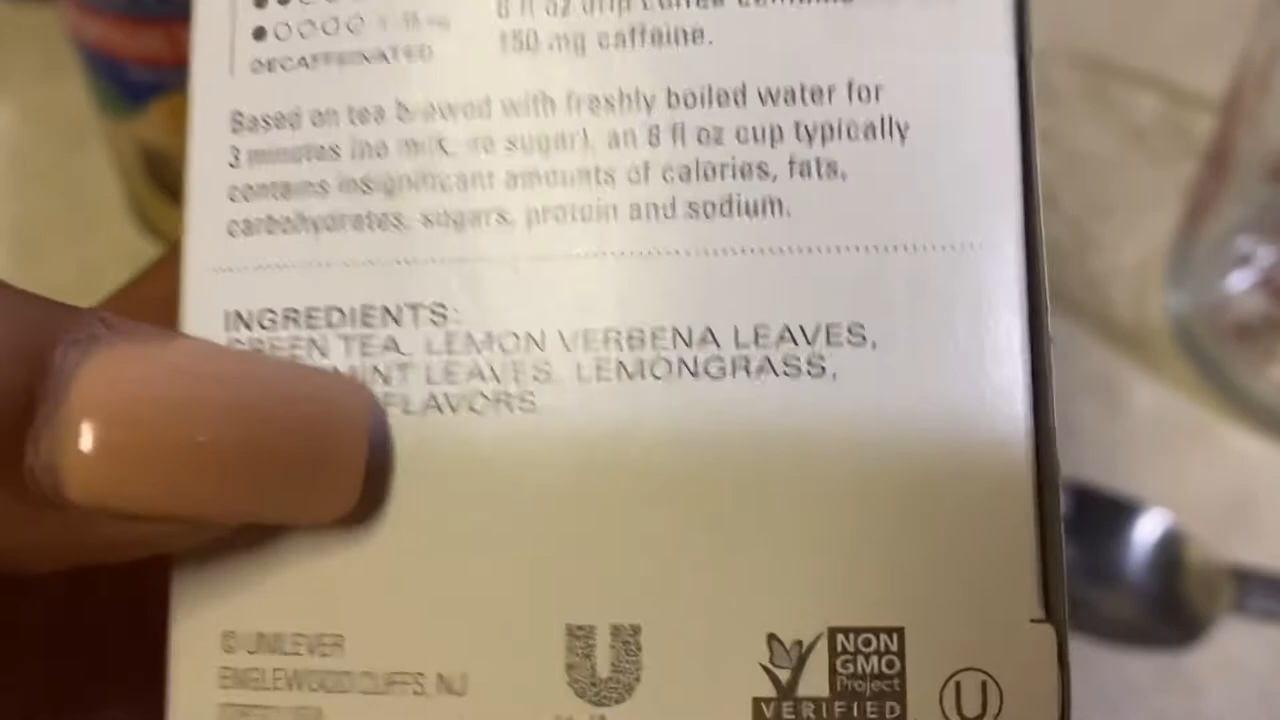 8 fl oz drip coffee contains
150 mg caffeine.
DECAFFEINATED
Based on tea brewed with freshly boiled water for
3 minutes (no milk, no sugar), an 8 fl oz cup typically
contains insignificant amounts of calories, fats,
carbohydrates, sugars, protein and sodium.
INGREDIENTS:
GREEN TEA, LEMON VERBENA LEAVES,
MINT LEAVES, LEMONGRASS,
FLAVORS
© UNILEVER
ENGLEWOOD CLIFFS, NJ
NON
GMO
Project
VERIFIED
U